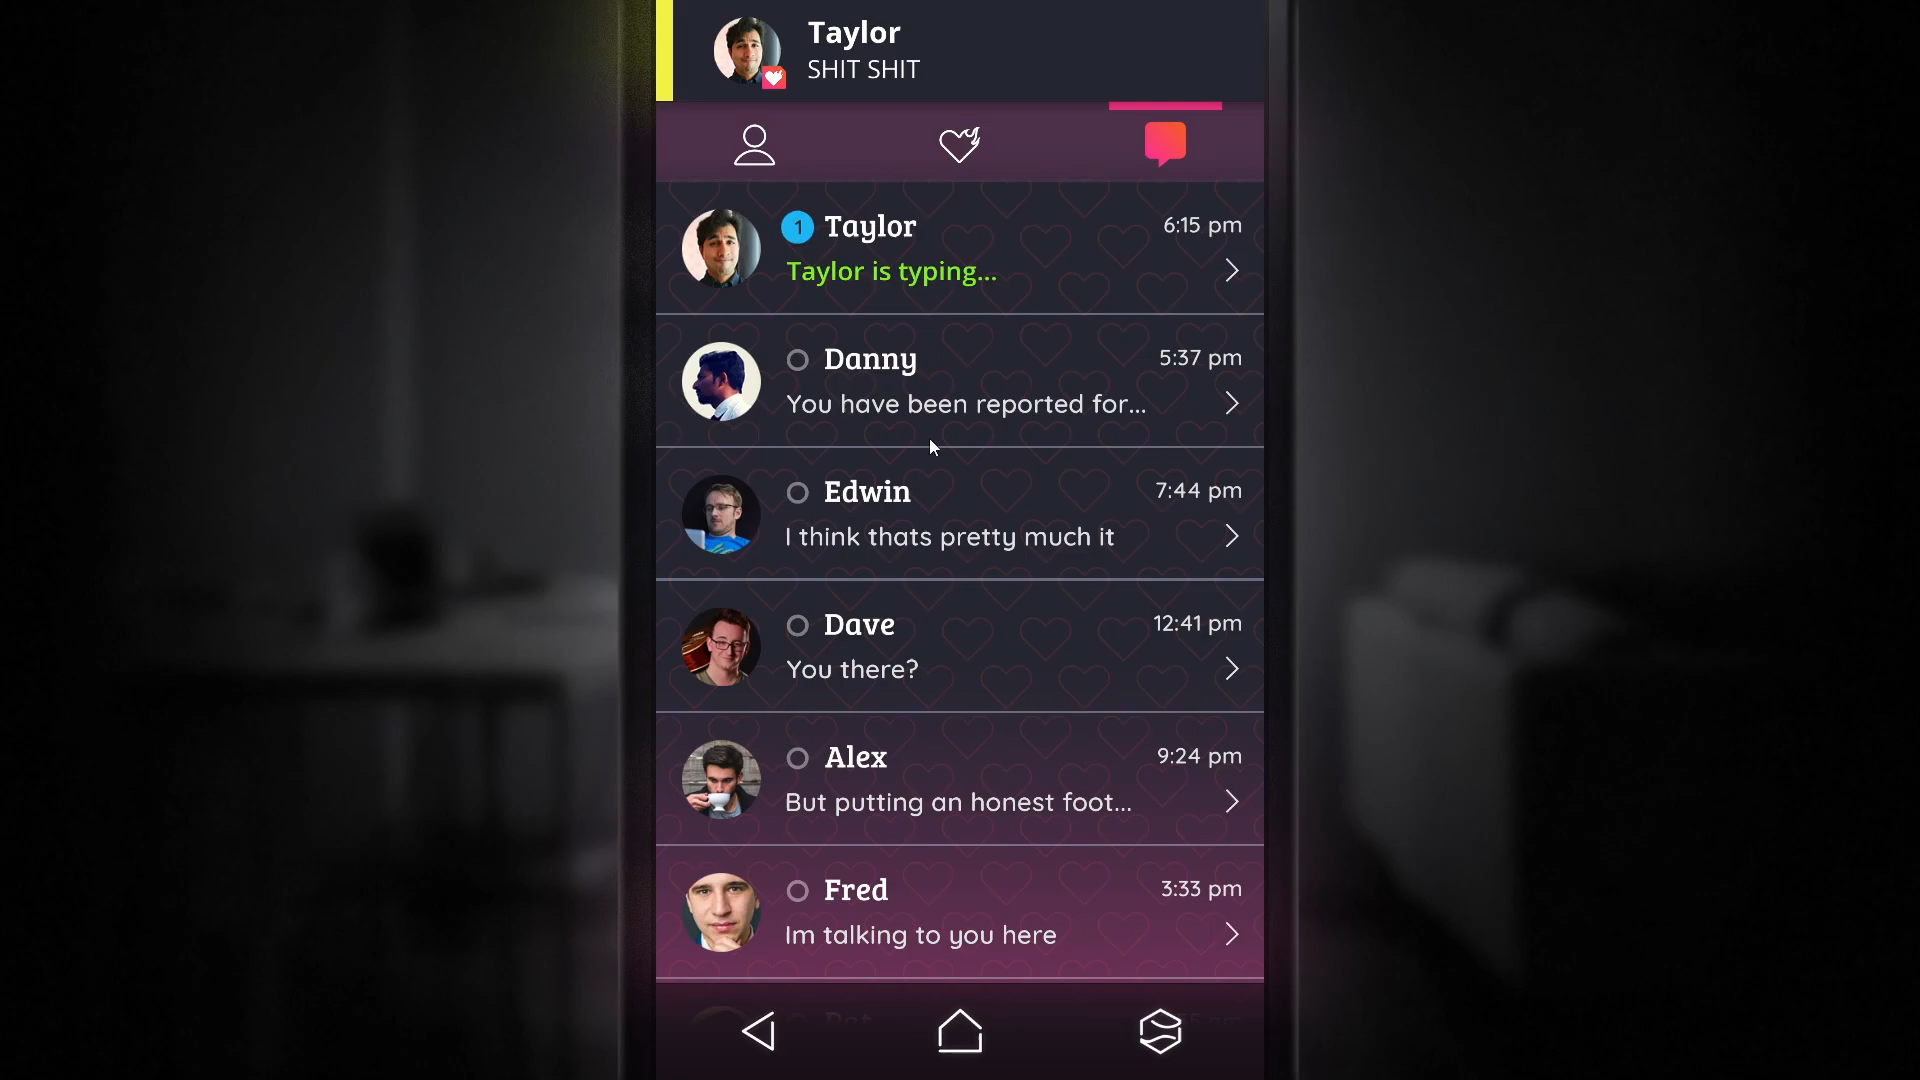 Taylor
SHIT SHIT
1 Taylor 6:15 pm
Taylor is typing...
Danny 5:37 pm
You have been reported for...
Edwin 7:44 pm
I think thats pretty much it
Dave 12:41 pm
You there?
Alex 9:24 pm
But putting an honest foot...
Fred 3:33 pm
Im talking to you here